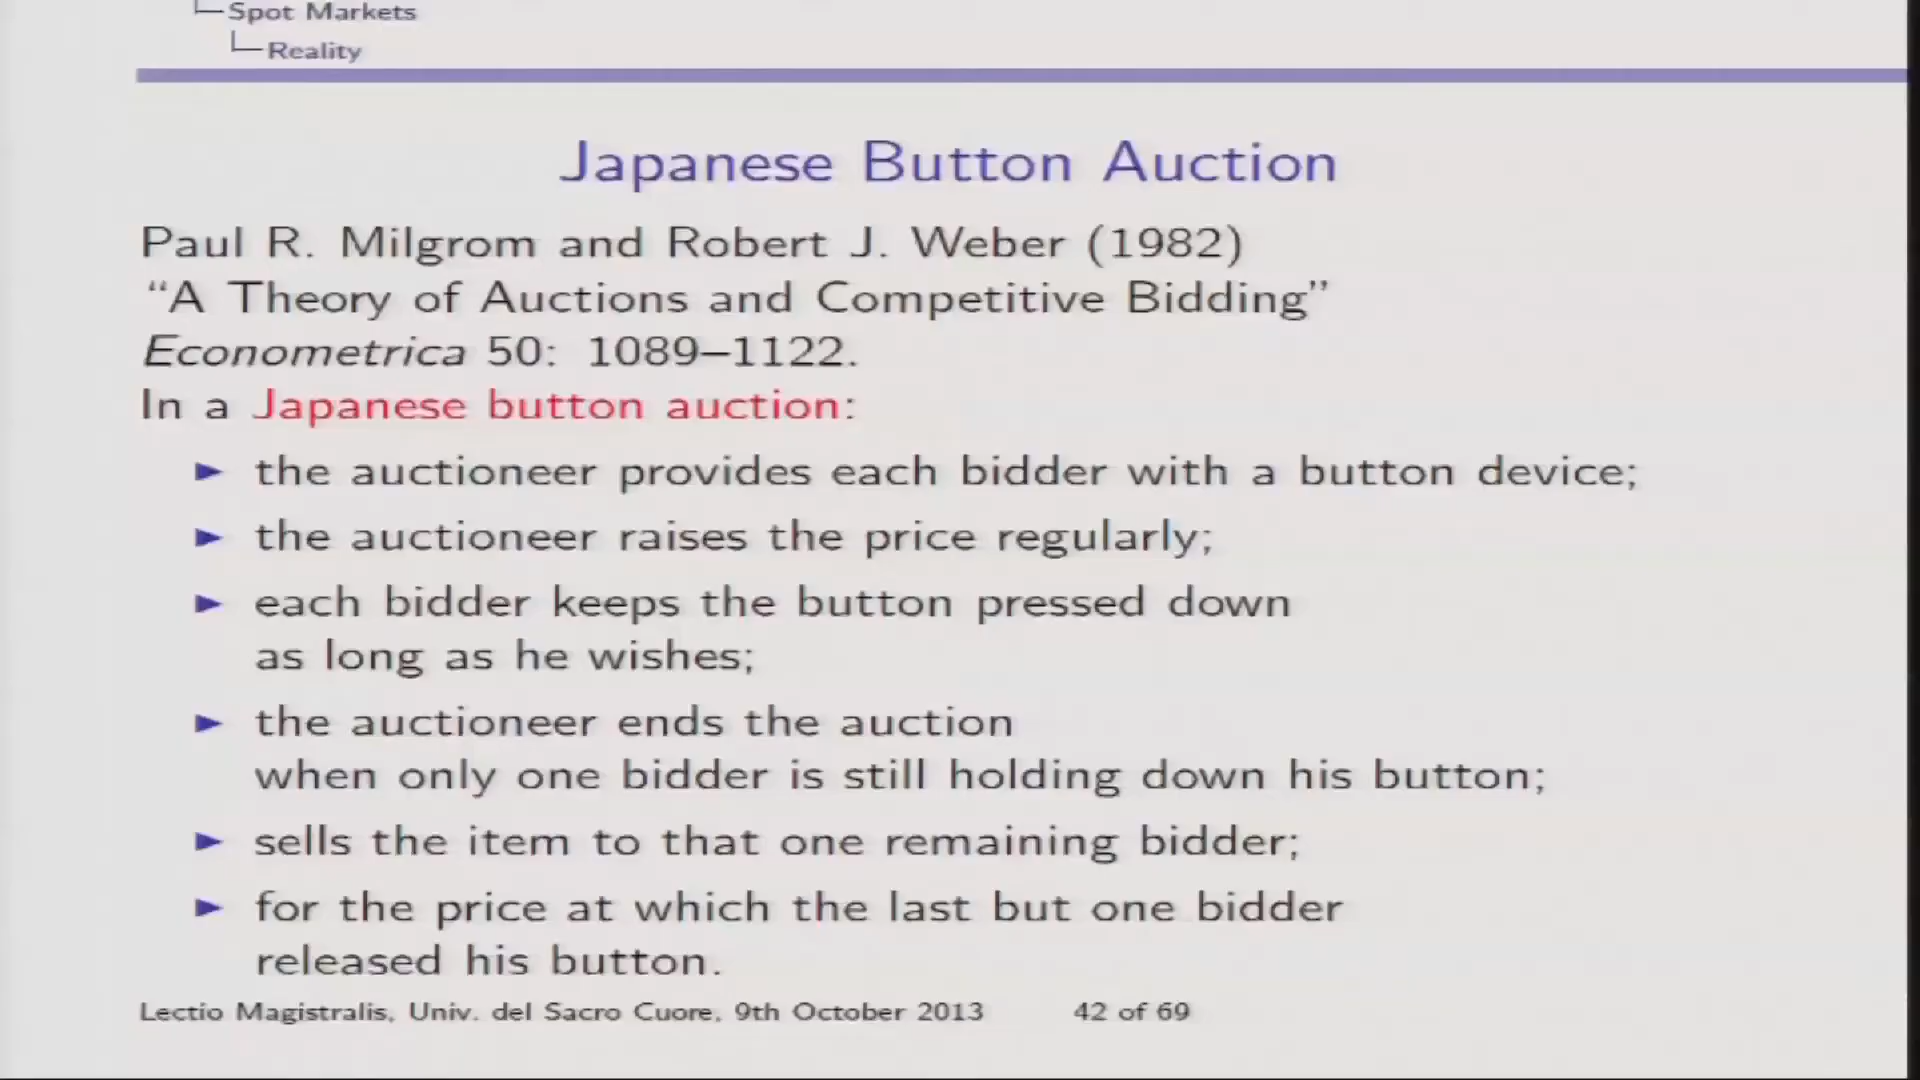 Spot Markets
Reality
Japanese Button Auction
Paul R. Milgrom and Robert J. Weber (1982)
“A Theory of Auctions and Competitive Bidding”
Econometrica 50: 1089–1122.
In a Japanese button auction:
► the auctioneer provides each bidder with a button device;
► the auctioneer raises the price regularly;
► each bidder keeps the button pressed down
as long as he wishes;
► the auctioneer ends the auction
when only one bidder is still holding down his button;
► sells the item to that one remaining bidder;
► for the price at which the last but one bidder
released his button.
Lectio Magistralis, Univ. del Sacro Cuore, 9th October 2013 42 of 69